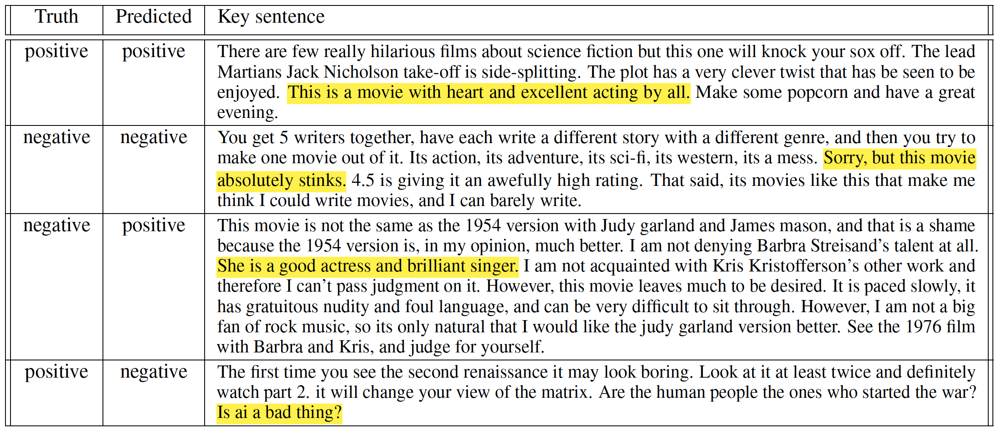 Truth Predicted Key sentence
positive positive There are few really hilarious films about science fiction but this one will knock your sox off. The lead
Martians Jack Nicholson take-off is side-splitting. The plot has a very clever twist that has be seen to be
enjoyed. This is a movie with heart and excellent acting by all. Make some popcorn and have a great
evening.
negative negative You get 5 writers together, have each write a different story with a different genre, and then you try to
make one movie out of it. Its action, its adventure, its sci-fi, its western, its a mess. Sorry, but this movie
absolutely stinks. 4.5 is giving it an awefully high rating. That said, its movies like this that make me
think I could write movies, and I can barely write.
negative positive This movie is not the same as the 1954 version with Judy garland and James mason, and that is a shame
because the 1954 version is, in my opinion, much better. I am not denying Barbra Streisand's talent at all.
She is a good actress and brilliant singer. I am not acquainted with Kris Kristofferson's other work and
therefore I can't pass judgment on it. However, this movie leaves much to be desired. It is paced slowly, it
has gratuitous nudity and foul language, and can be very difficult to sit through. However, I am not a big
fan of rock music, so its only natural that I would like the judy garland version better. See the 1976 film
with Barbra and Kris, and judge for yourself.
positive negative The first time you see the second renaissance it may look boring. Look at it at least twice and definitely
watch part 2. it will change your view of the matrix. Are the human people the ones who started the war?
Is ai a bad thing?